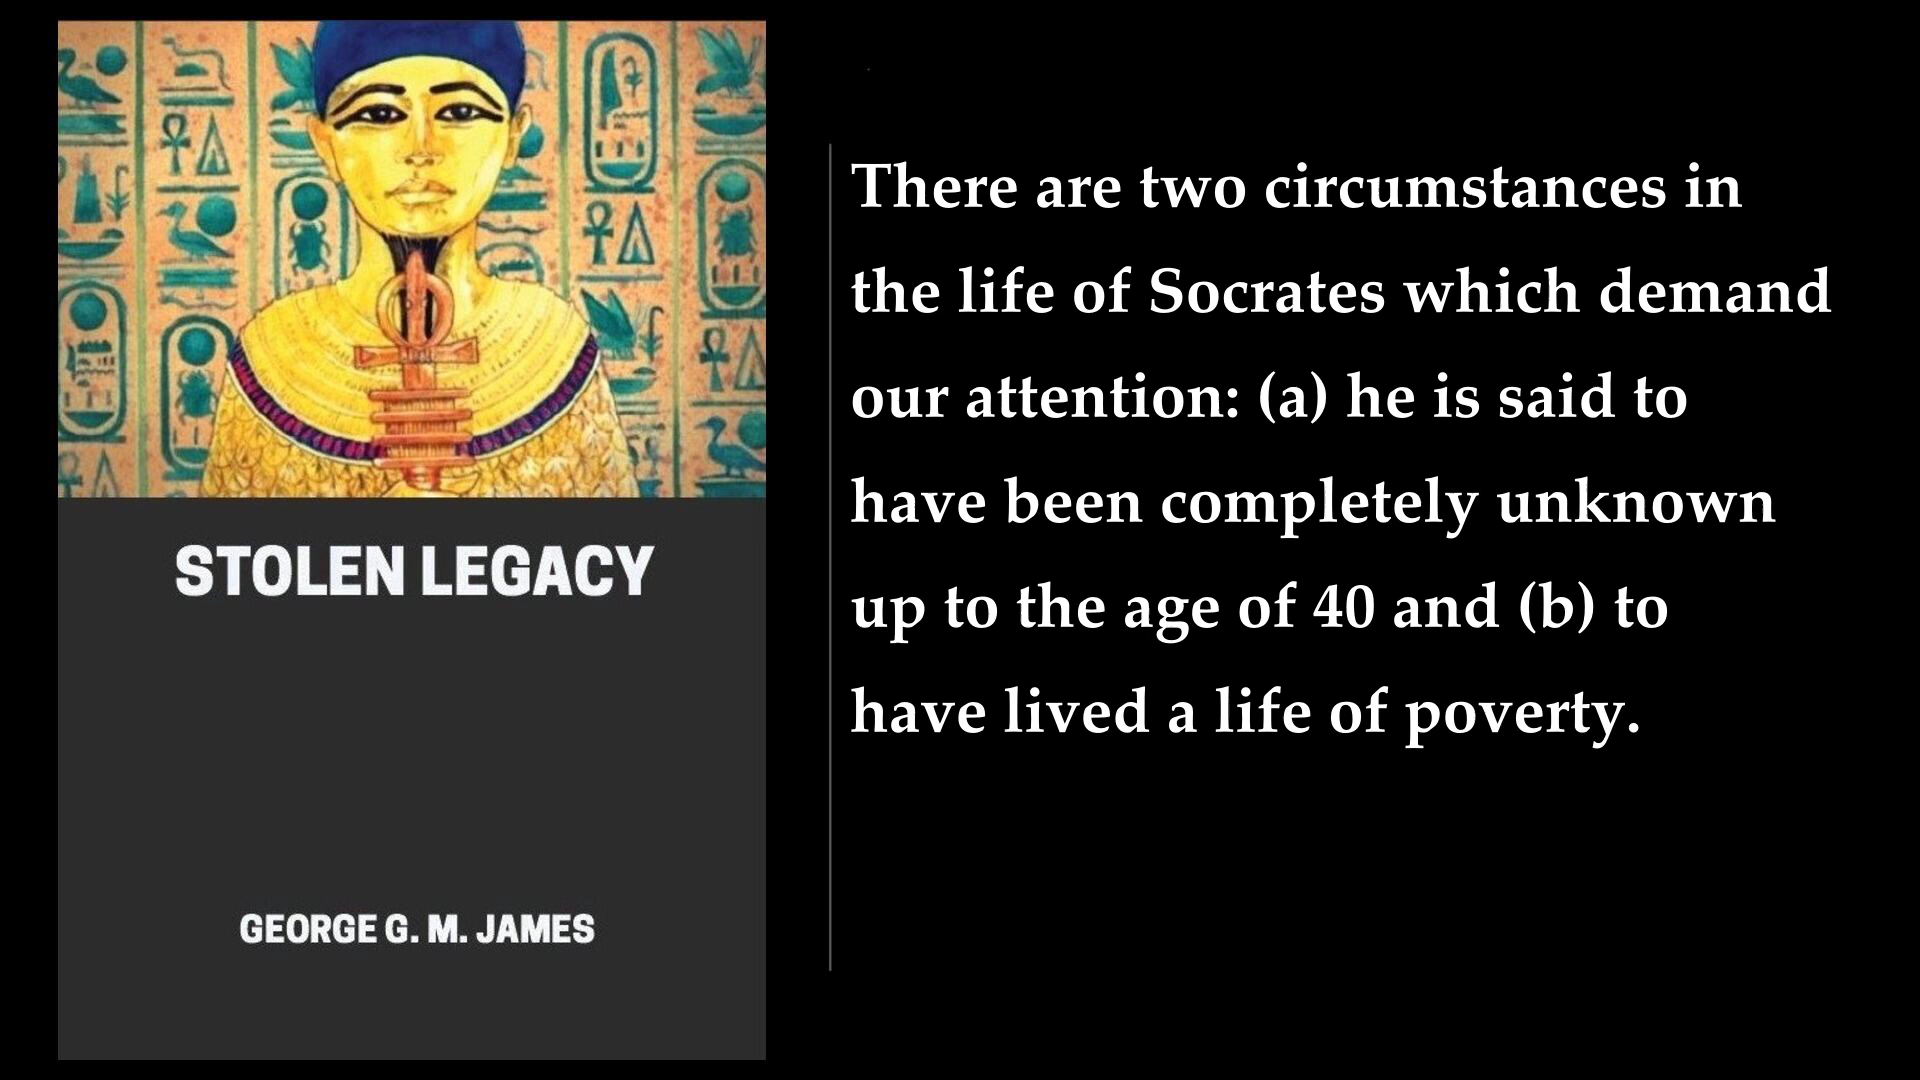 STOLEN LEGACY
GEORGE G. M. JAMES
There are two circumstances in
the life of Socrates which demand
our attention: (a) he is said to
have been completely unknown
up to the age of 40 and (b) to
have lived a life of poverty.